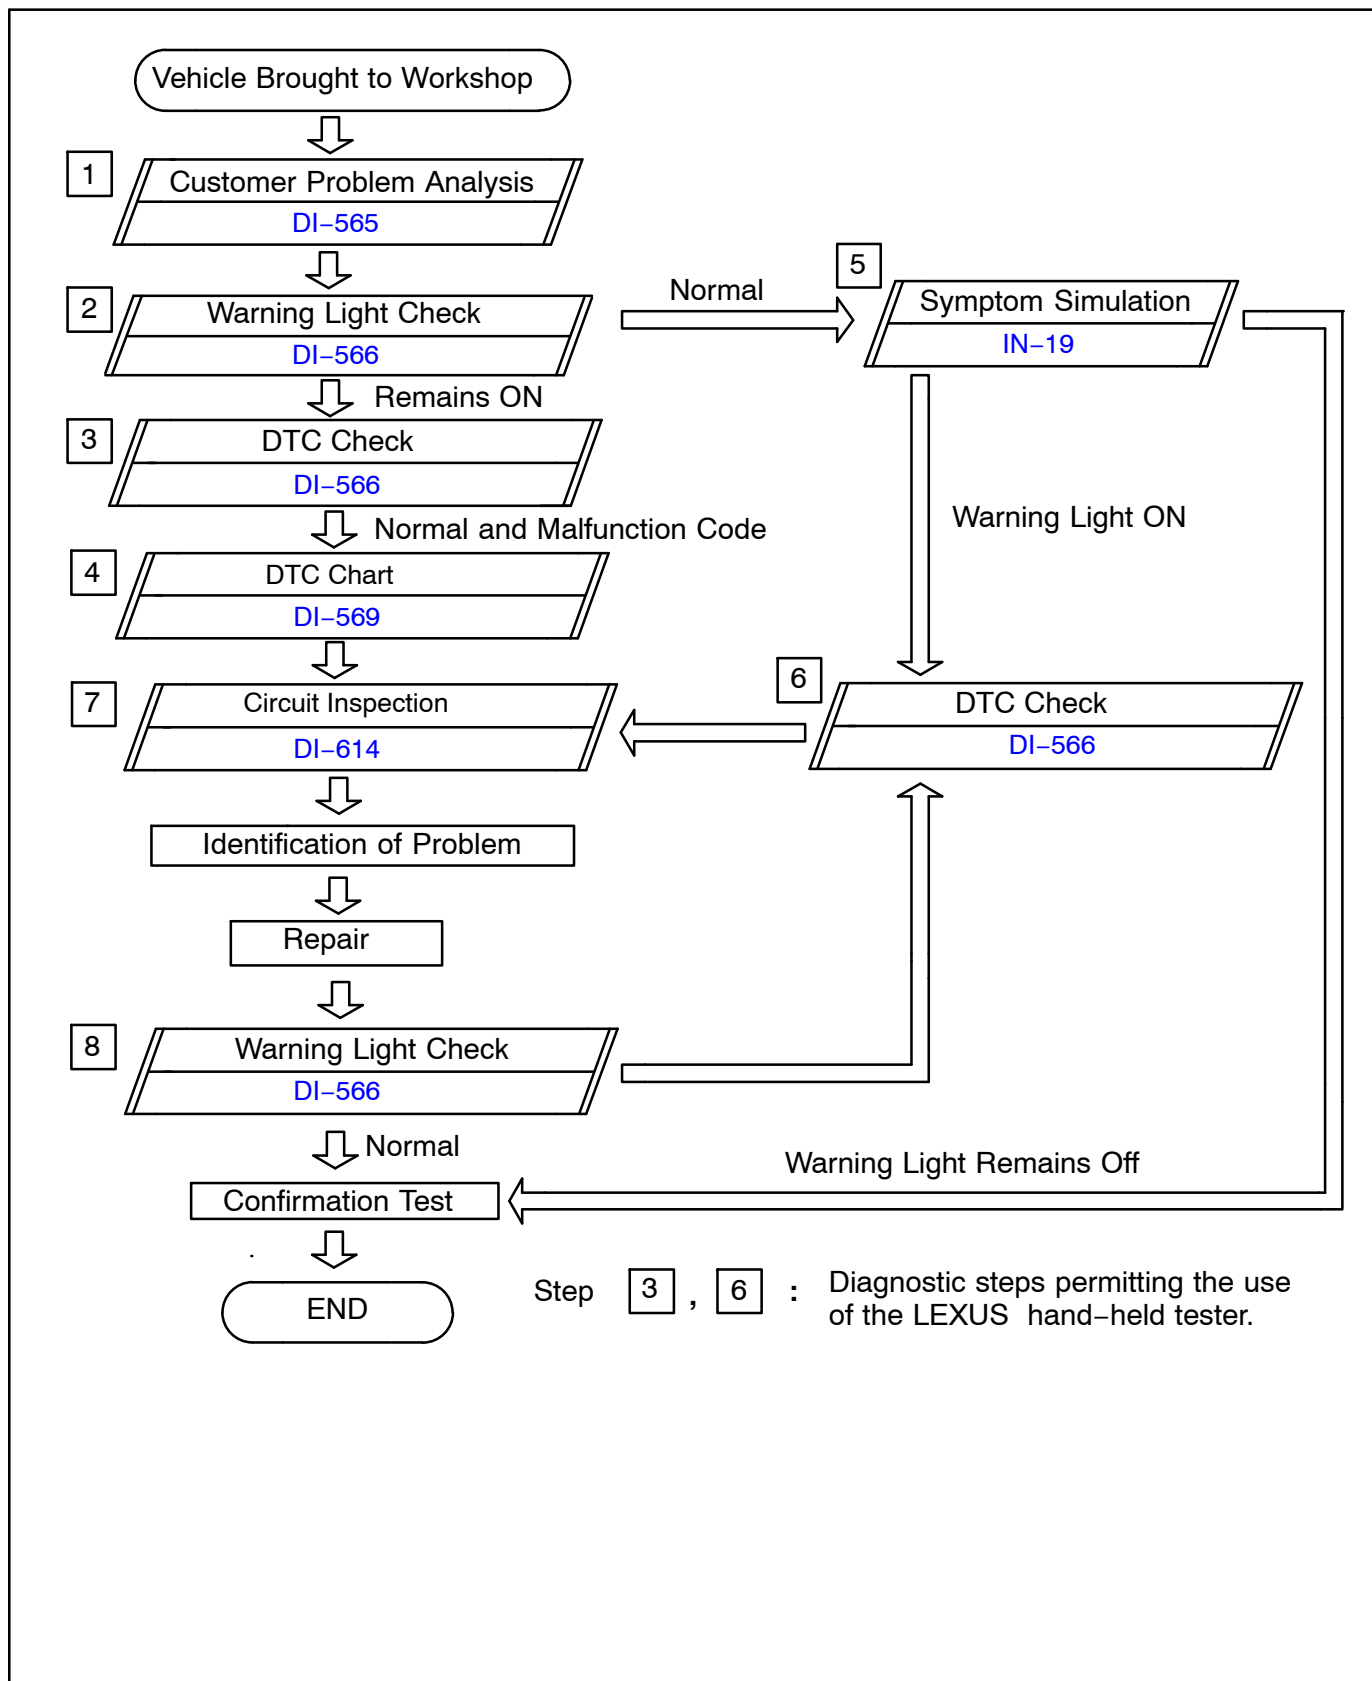 Vehicle Brought to Workshop
1
Customer Problem Analysis
DI–565
2
Warning Light Check
DI–566
Normal
5
Symptom Simulation
IN–19
Remains ON
3
DTC Check
DI–566
Normal and Malfunction Code
Warning Light ON
4
DTC Chart
DI–569
7
Circuit Inspection
DI–614
6
DTC Check
DI–566
Identification of Problem
Repair
8
Warning Light Check
DI–566
Normal
Warning Light Remains Off
Confirmation Test
END
Step 3 , 6 : Diagnostic steps permitting the use
of the LEXUS hand–held tester.